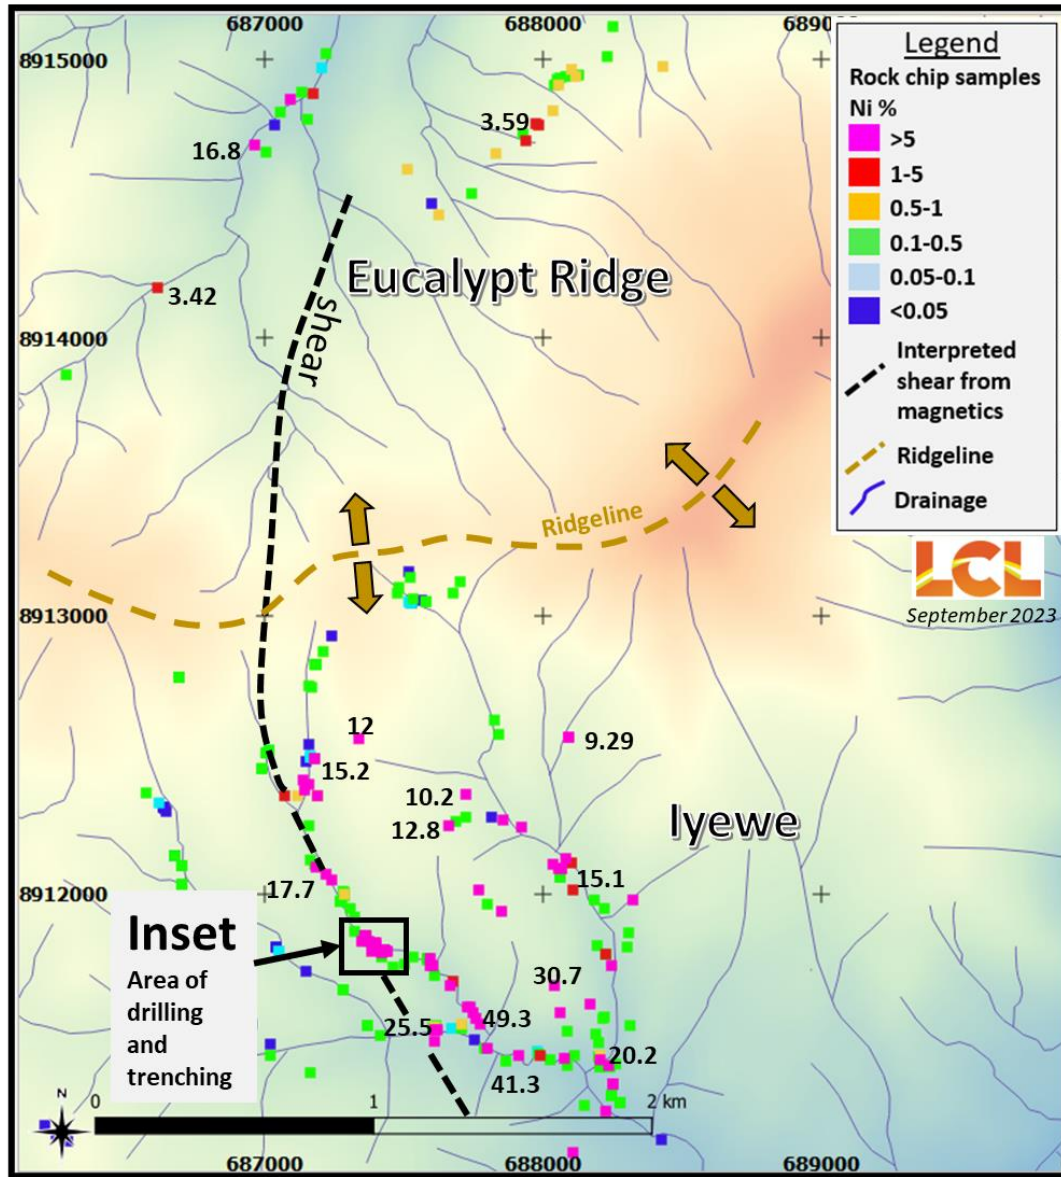 687000
688000
8915000
3.59
16.8
Eucalypt Ridge
3.42
shear
8914000
Ridgeline
8913000
12
9.29
15.2
10.2
12.8
Iyewe
15.1
17.7
8912000
Inset
Area of
drilling
and
trenching
30.7
25.5
49.3
20.2
41.3
N
0
1
2 km
687000
688000
689000
Legend
Rock chip samples
Ni %
>5
1-5
0.5-1
0.1-0.5
0.05-0.1
<0.05
Interpreted
shear from
magnetics
Ridgeline
Drainage
LCL
September 2023